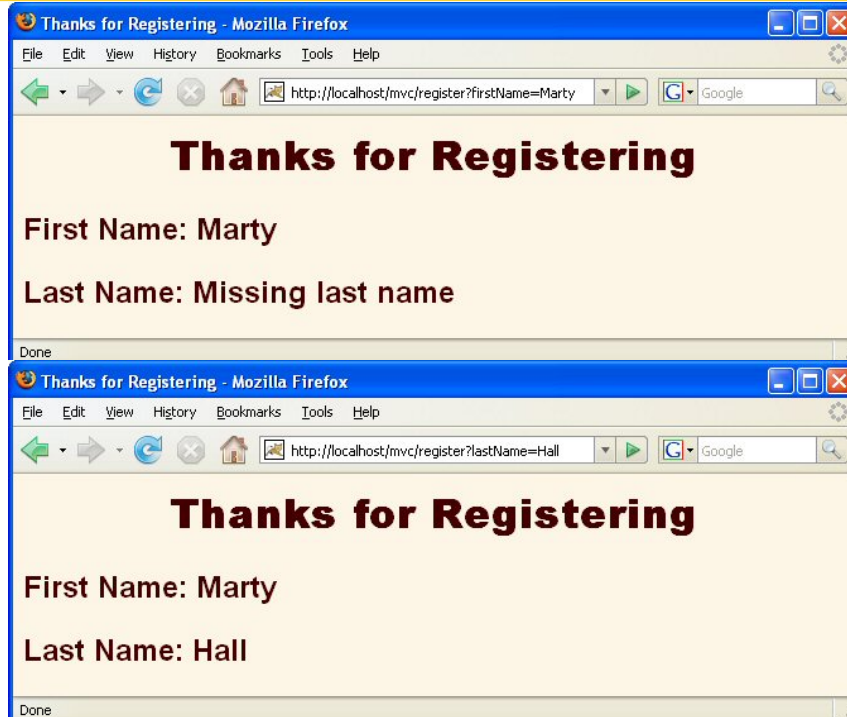 Thanks for Registering - Mozilla Firefox
File Edit View History Bookmarks Tools Help
http://localhost/mvc/register?firstName=Marty G Google
Thanks for Registering
First Name: Marty
Last Name: Missing last name
Done
Thanks for Registering - Mozilla Firefox
File Edit View History Bookmarks Tools Help
http://localhost/mvc/register?lastName=Hall G Google
Thanks for Registering
First Name: Marty
Last Name: Hall
Done